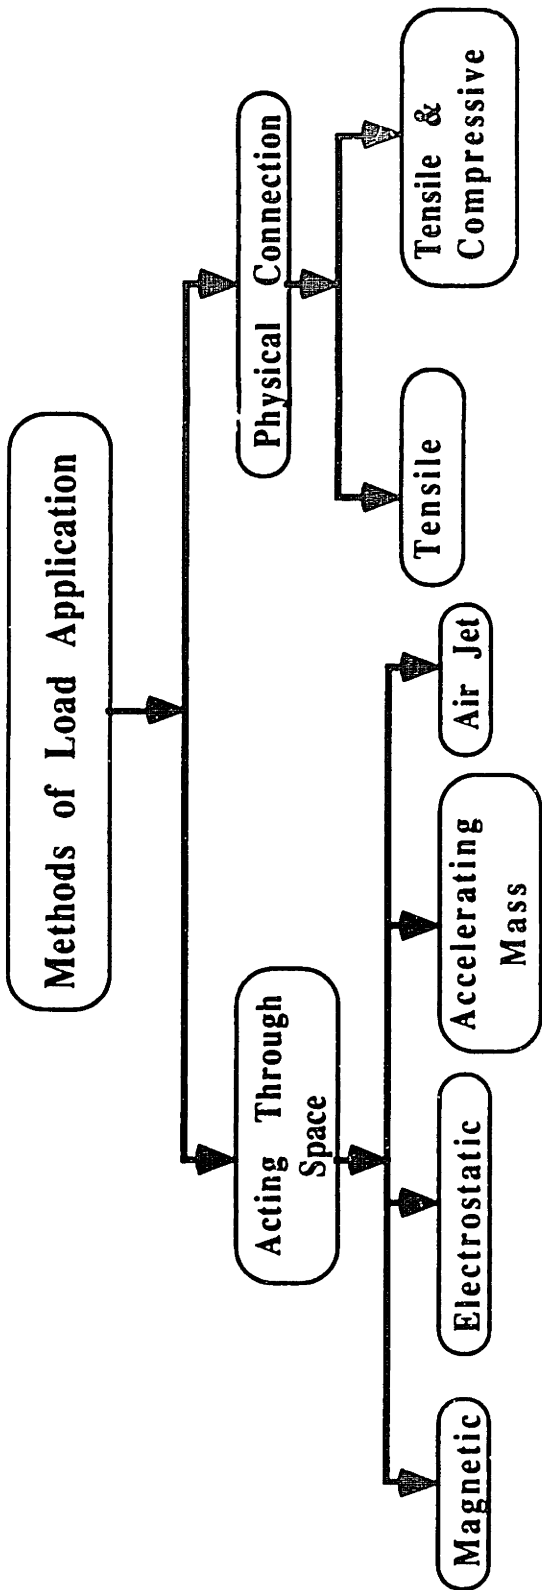 Methods of Load Application
Acting Through
Space
Physical Connection
Magnetic
Electrostatic
Accelerating
Mass
Air Jet
Tensile
Tensile &
Compressive